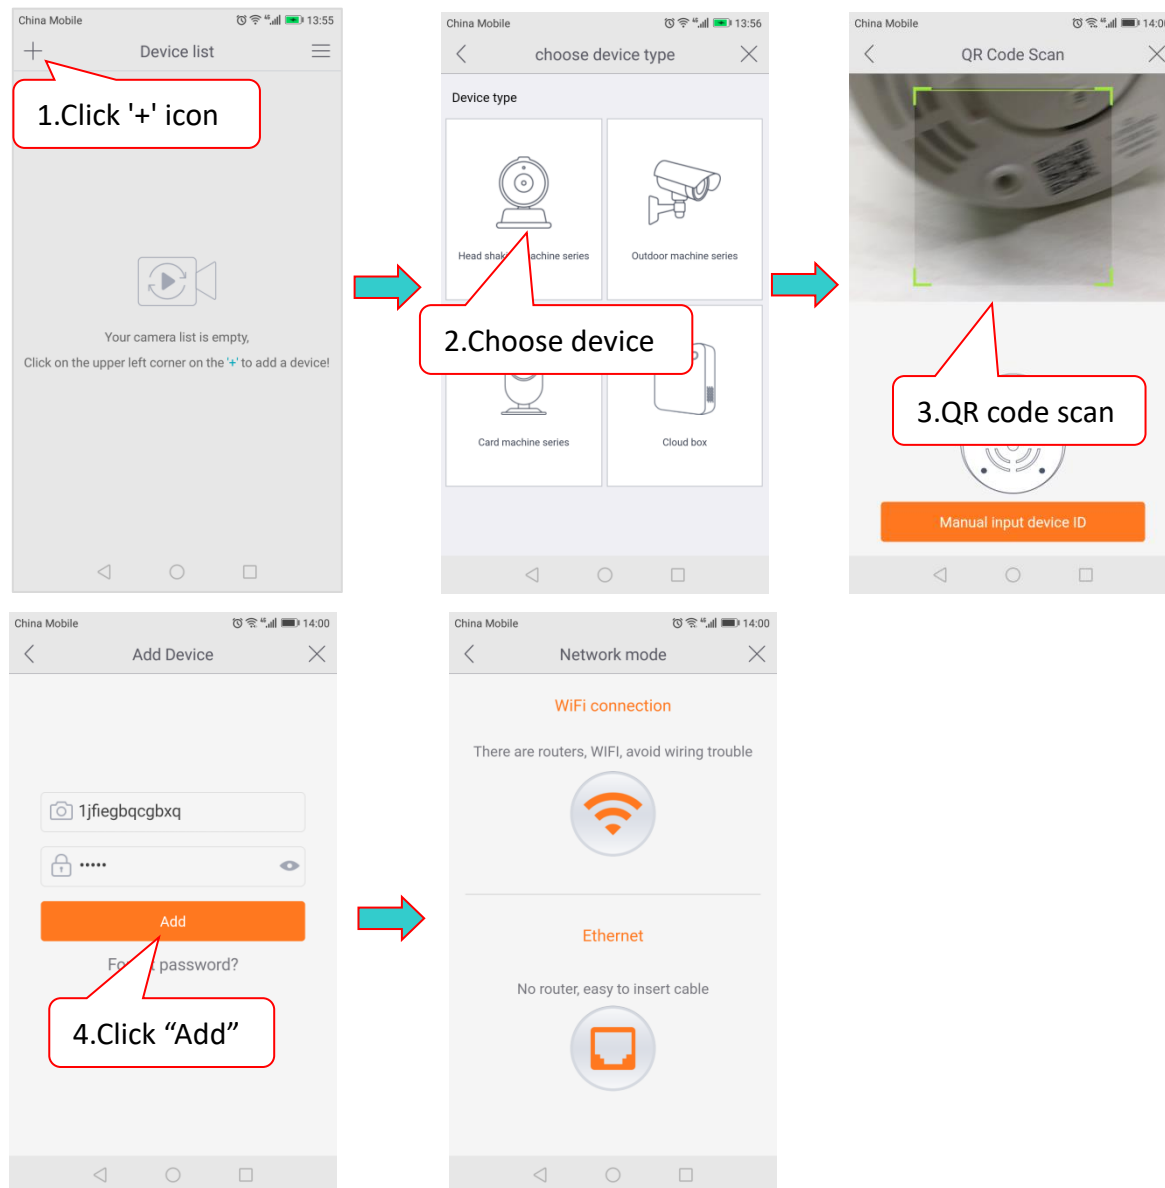 China Mobile 13:55
Device list
1.Click '+' icon
Your camera list is empty,
Click on the upper left corner on the '+' to add a device!
China Mobile 13:56
choose device type
Device type
Head machine series
Outdoor machine series
2.Choose device
Card machine series
Cloud box
China Mobile
QR Code Scan
3.QR code scan
Manual input device ID
China Mobile 14:00
Add Device
1jfiegbqcgbxq
•••••
Add
password?
4.Click “Add”
China Mobile 14:00
Network mode
WiFi connection
There are routers, WIFI, avoid wiring trouble
Ethernet
No router, easy to insert cable